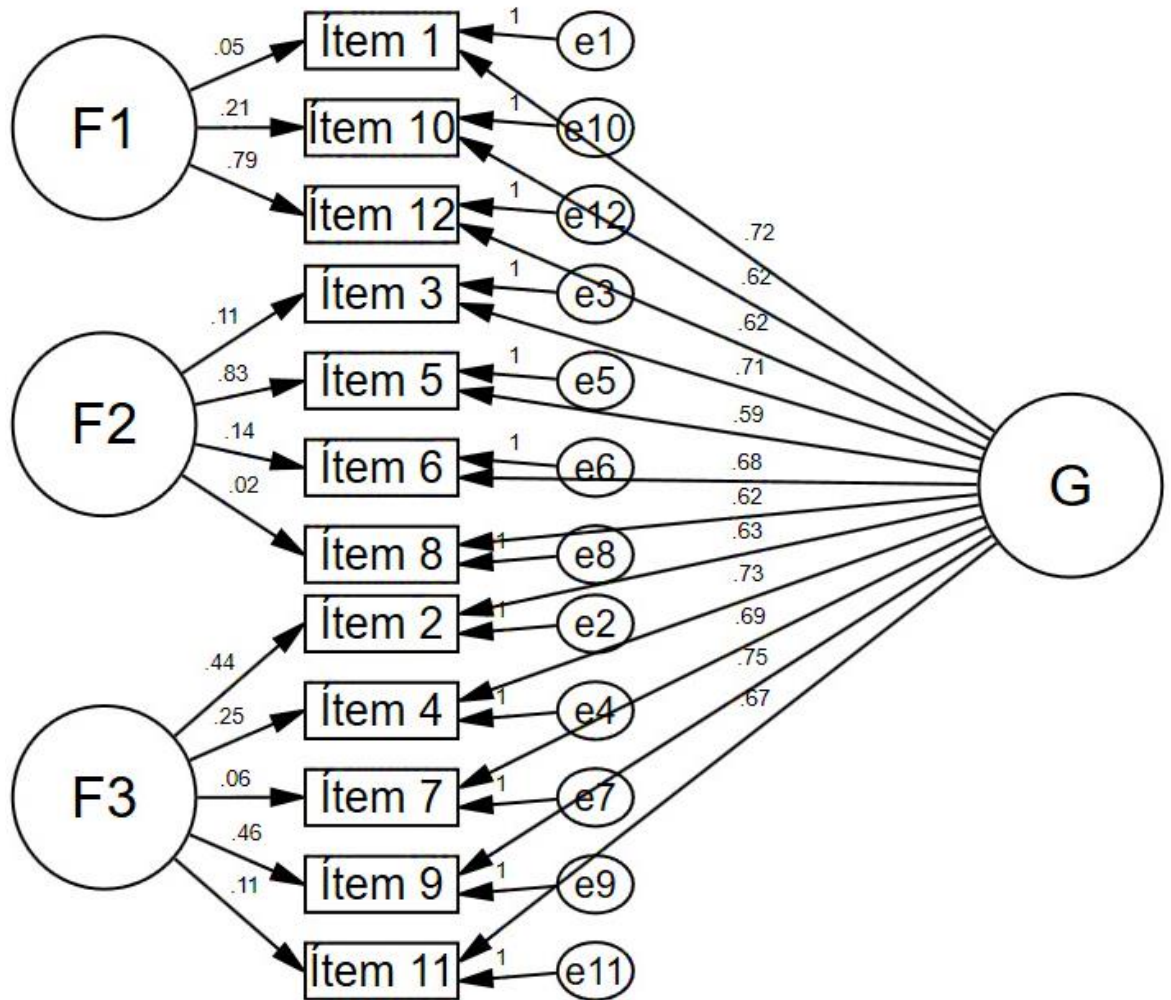 F1
F2
F3
.05
.21
.79
.11
.83
.14
.02
.44
.25
.06
.46
.11
Ítem 1
Ítem 10
Ítem 12
Ítem 3
Ítem 5
Ítem 6
Ítem 8
Ítem 2
Ítem 4
Ítem 7
Ítem 9
Ítem 11
1
1
1
1
1
1
1
1
1
1
1
1
e1
e10
e12
e3
e5
e6
e8
e2
e4
e7
e9
e11
.72
.62
.62
.71
.59
.68
.62
.63
.73
.69
.75
.67
G